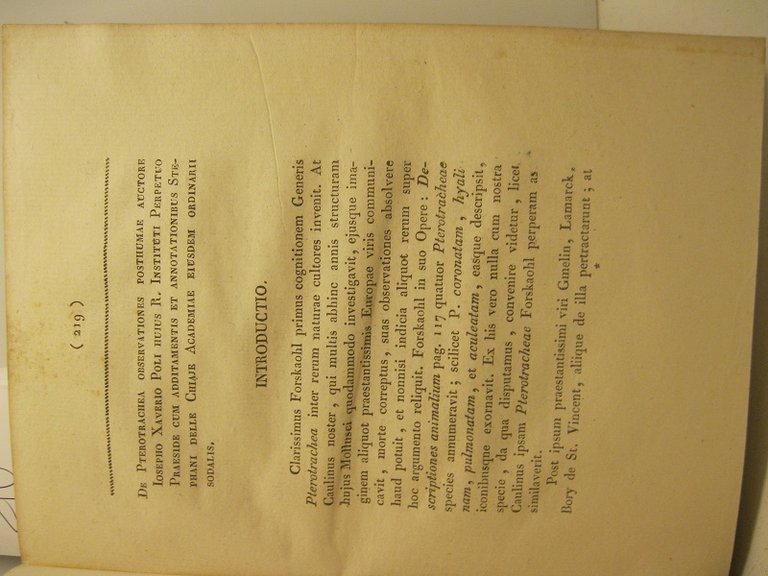 ( 219 )
DE PTEROTRACHEA OBSERVATIONES POSTHUMAE AUCTORE
IOSEPHO XAVERIO POLI HUIUS R. INSTITUTI PERPETUO
PRAESIDE CUM ADDITAMENTIS ET ANNOTATIONIBUS STE-
PHANI DELLE CHIAJE ACADEMIAE EIUSDEM ORDINARII
SODALIS.
INTRODUCTIO.
Clarissimus Forskaohl primus cognitionem Generis
Pterotrachea inter rerum naturae cultores invenit. At
Caulinus noster , qui multis abhinc annis structuram
hujus Mollusci quodammodo investigavit, ejusque ima-
ginem aliquot praestantissimis Europae viris communi-
cavit , morte correptus , suas observationes absolvere
haud potuit , et nonnisi indicia aliquot rerum super
hoc argumento reliquit. Forskaohl in suo Opere : De-
scriptiones animalium pag. 117 quatuor Pterotracheae
species annumeravit ; scilicet P. coronatam , hyali
nam, pulmonatam , et aculeatam , easque descripsit ,
iconibusque exornavit. Ex his vero nulla cum nostra
specie , da qua disputamus , convenire videtur , licet
Caulinus ipsam Pterotracheae Forskaohl perperam as
similaverit.
Post ipsum praestantissimi viri Gmelin, Lamarck ,
Bory de St. Vincent, aliique de illa pertractarunt ; at
*